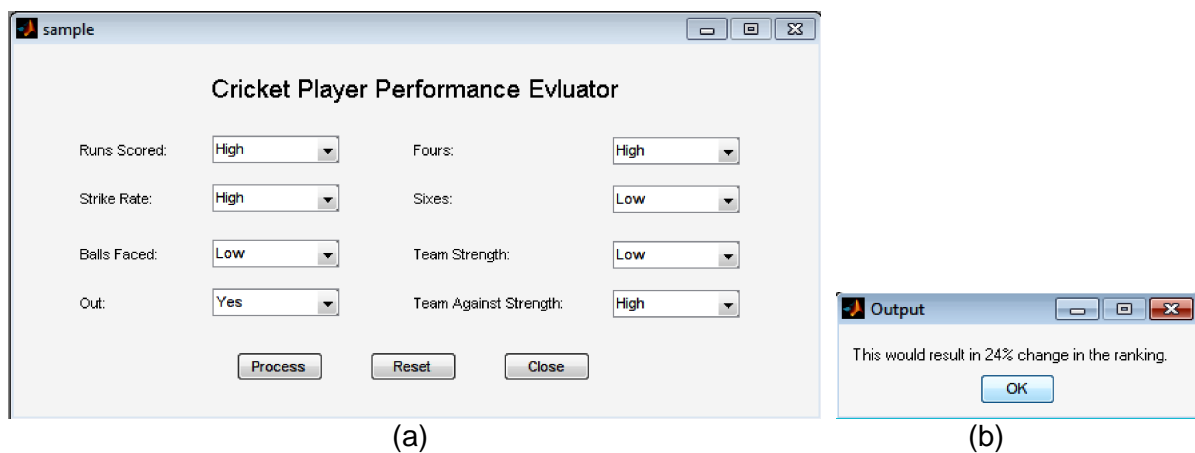 sample
Cricket Player Performance Evluator
Runs Scored: High Fours: High
Strike Rate: High Sixes: Low
Balls Faced: Low Team Strength: Low
Out: Yes Team Against Strength: High
Process Reset Close
(a)
Output
This would result in 24% change in the ranking.
OK
(b)